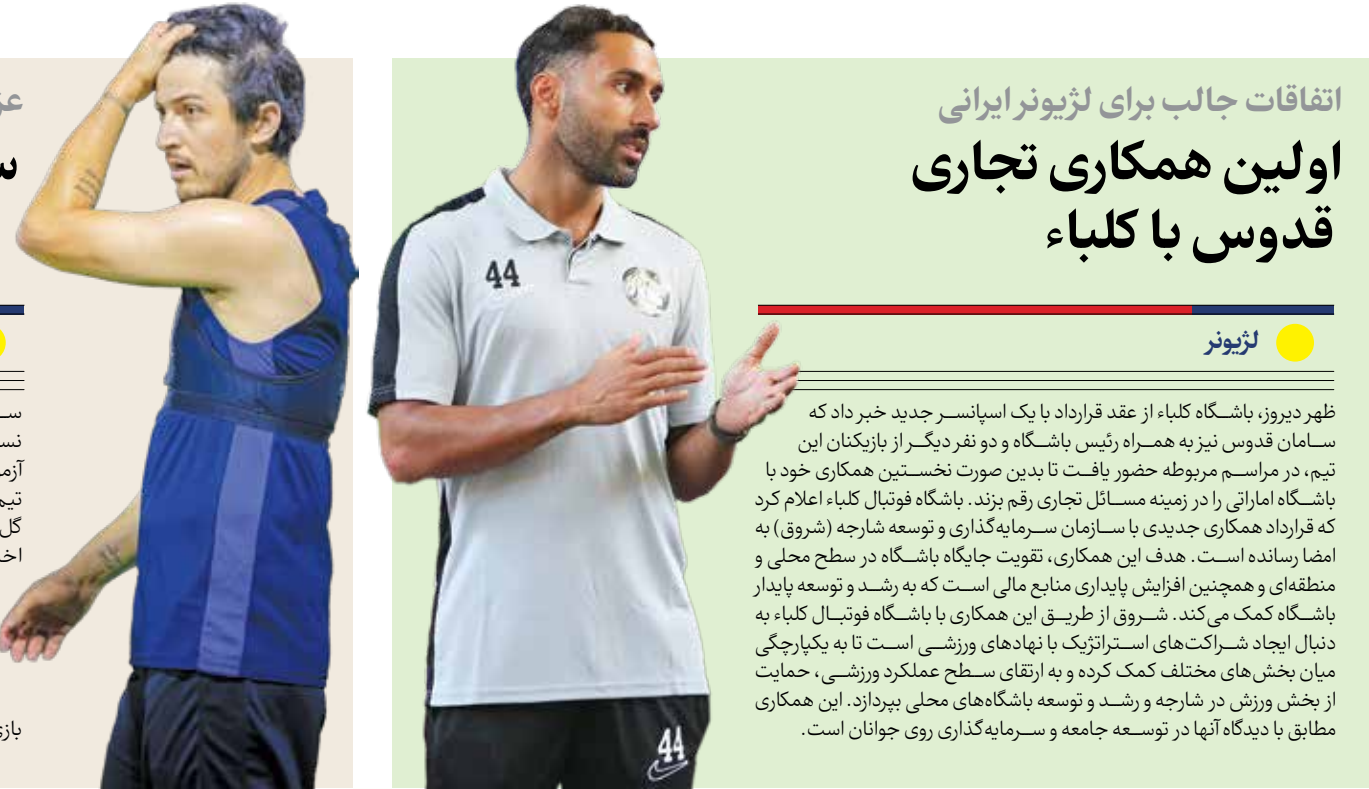 اتفاقات جالب برای لژیونر ایرانی
اولین همکاری تجاری
قدوس با کلباء
لژیونر
ظهر دیروز، باشگاه کلباء از عقد قرارداد با یک اسپانسر جدید خبر داد که
سامان قدوس نیز به همراه رئیس باشگاه و دو نفر دیگر از بازیکنان این
تیم، در مراسم مربوطه حضور یافت تا بدین صورت نخستین همکاری خود با
باشگاه اماراتی را در زمینه مسائل تجاری رقم بزند. باشگاه فوتبال کلباء اعلام کرد
که قرارداد همکاری جدیدی با سازمان سرمایه‌گذاری و توسعه شارجه (شروق) به
امضا رسانده است. هدف این همکاری، تقویت جایگاه باشگاه در سطح محلی و
منطقه‌ای و همچنین افزایش پایداری منابع مالی است که به رشد و توسعه پایدار
باشگاه کمک می‌کند. شروق از طریق این همکاری با باشگاه فوتبال کلباء به
دنبال ایجاد شراکت‌های استراتژیک با نهادهای ورزشی است تا به یکپارچگی
میان بخش‌های مختلف کمک کرده و به ارتقای سطح عملکرد ورزشی، حمایت
از بخش ورزش در شارجه و رشد و توسعه باشگاه‌های محلی بپردازد. این همکاری
مطابق با دیدگاه آنها در توسعه جامعه و سرمایه‌گذاری روی جوانان است.
44
44